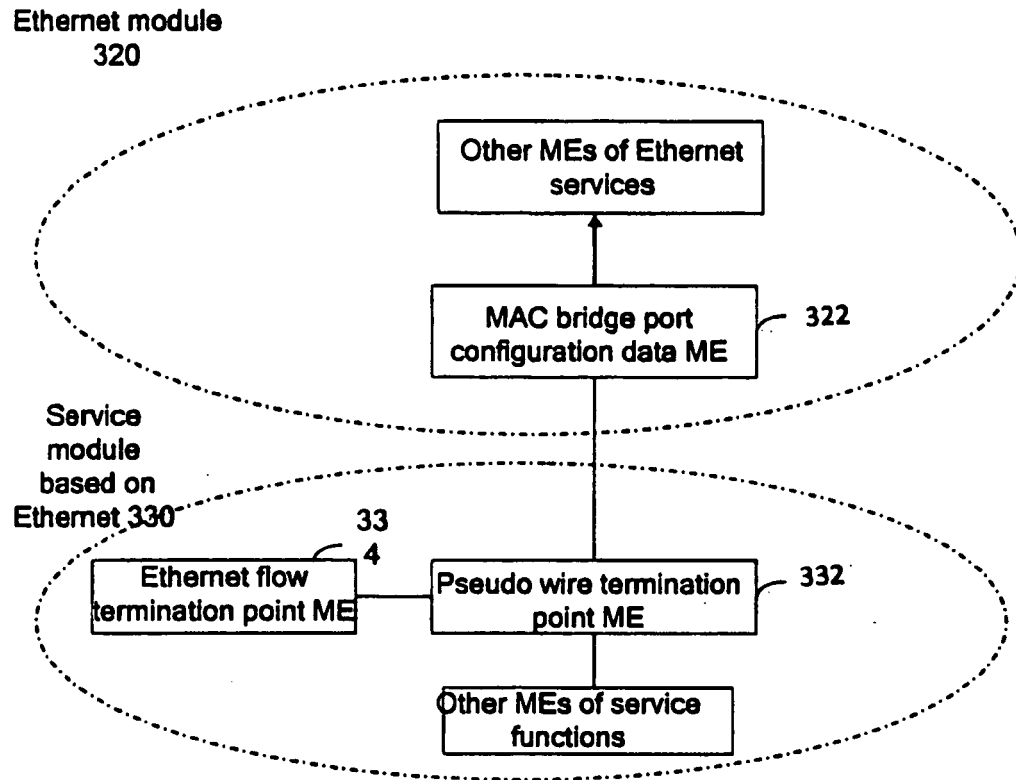 Ethernet module
320
Other MEs of Ethernet
services
MAC bridge port
configuration data ME
322
Service
module
based on
Ethernet 330
33
4
Ethernet flow
termination point ME
Pseudo wire termination
point ME
332
Other MEs of service
functions